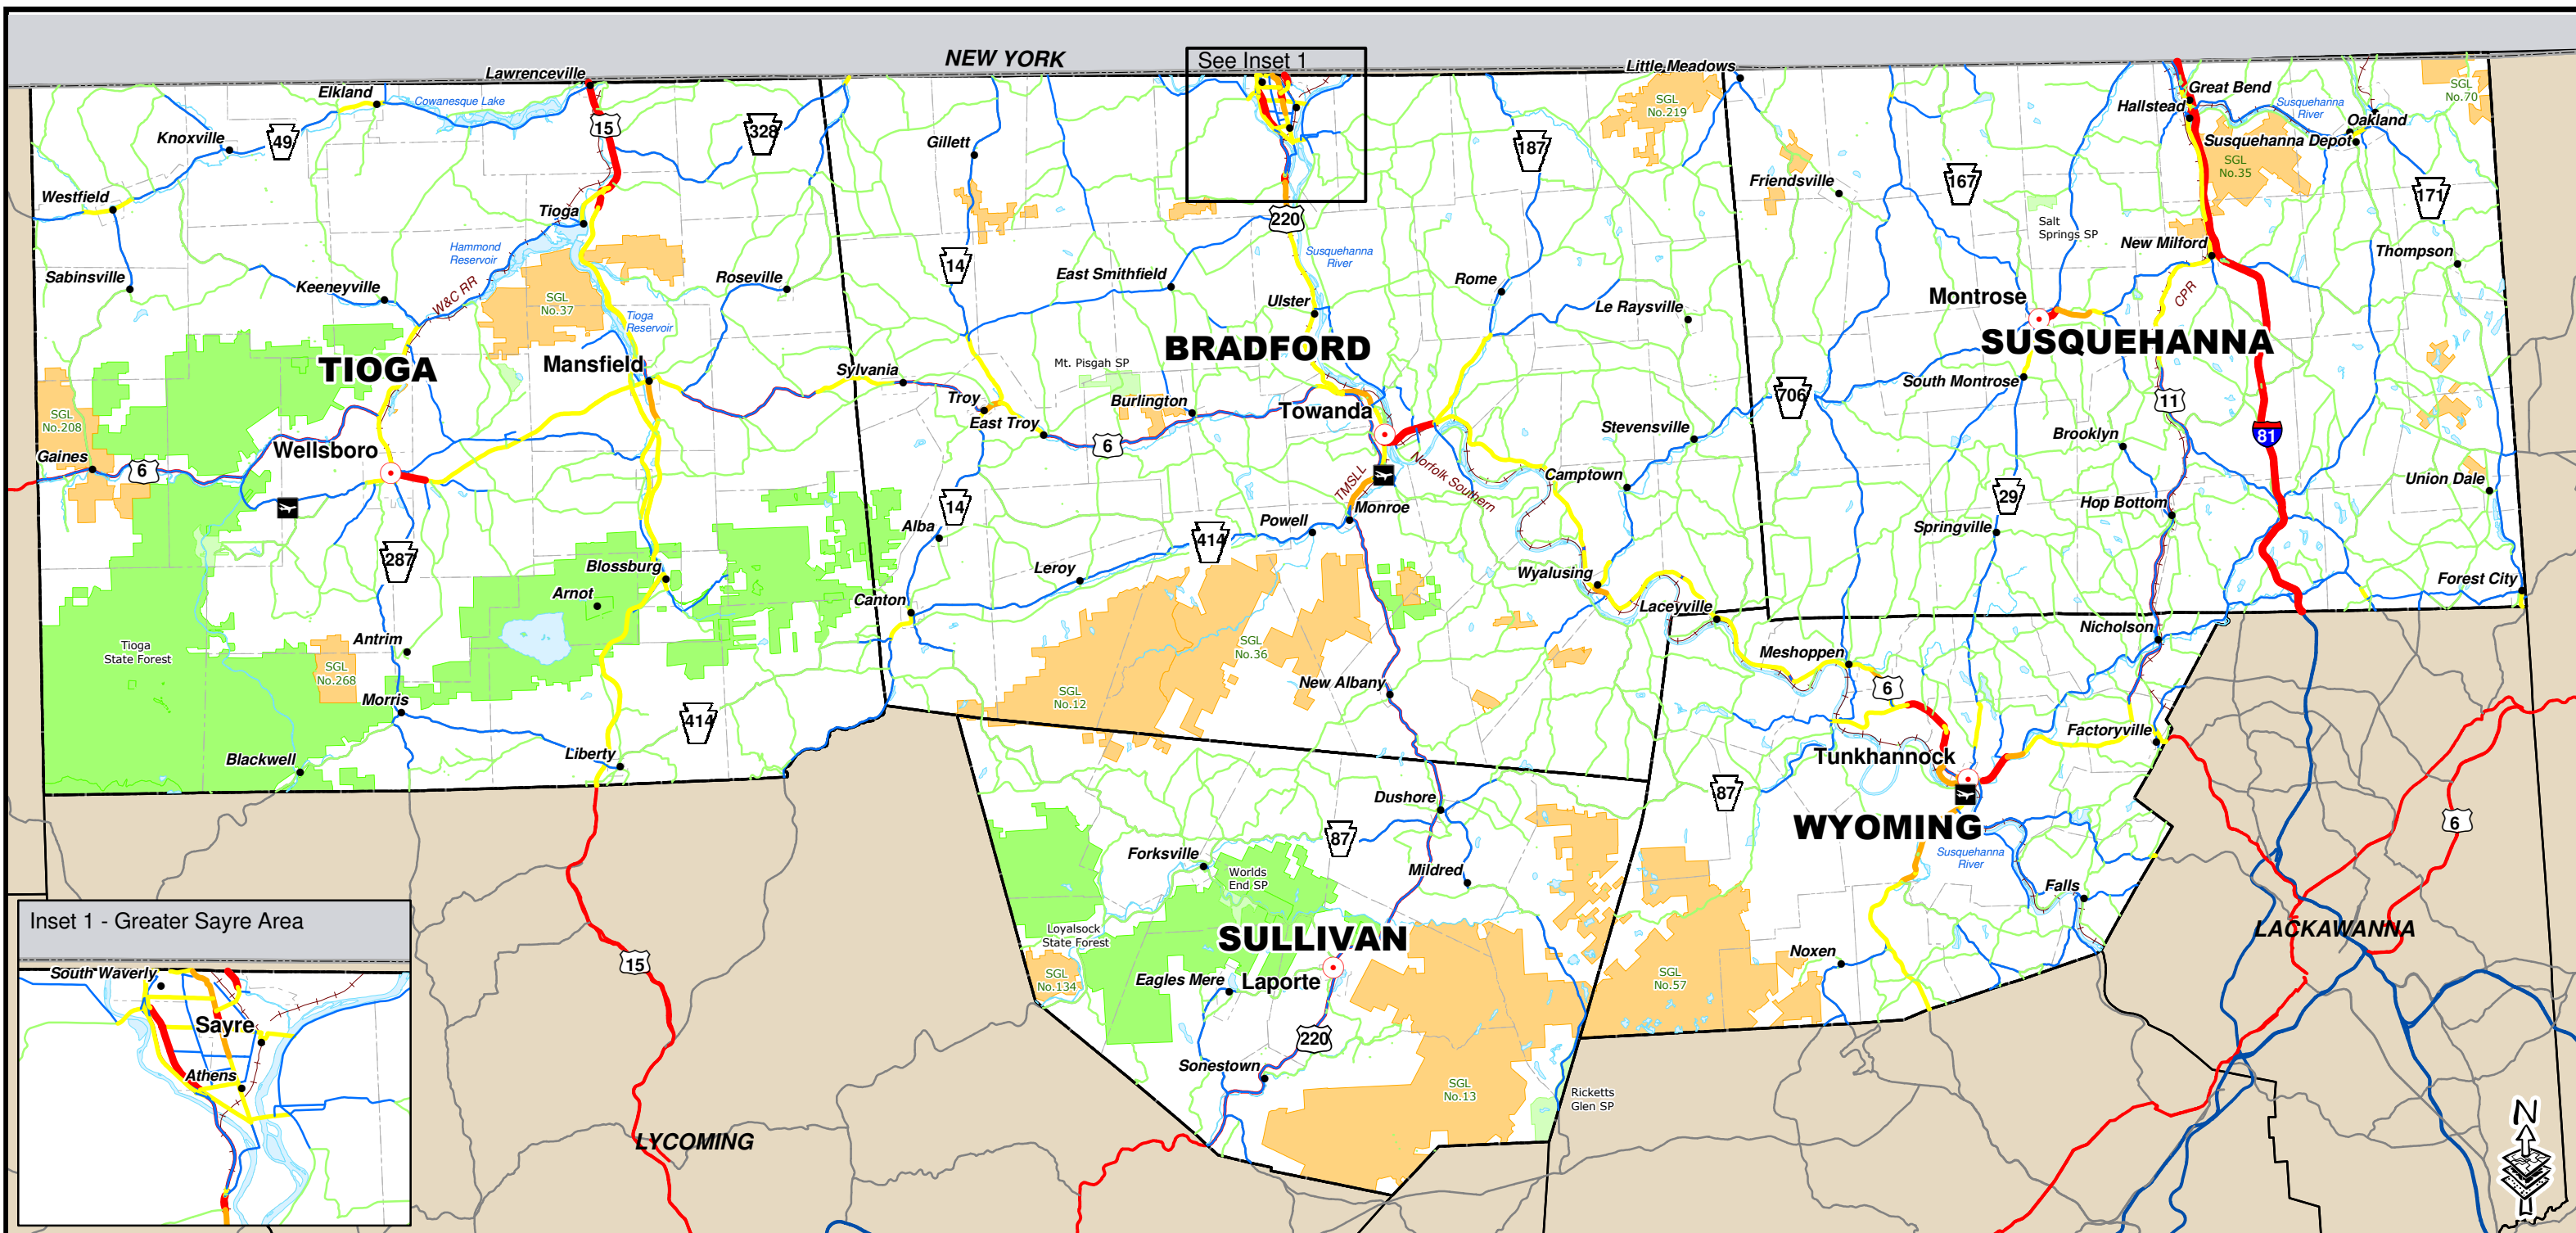 NEW YORK
See Inset 1
Lawrenceville
Elkland
Cowanesque Lake
15
328
Knoxville
49
Westfield
Tioga
Hammond
Reservoir
Sabinsville
Keeneyville
W&C RR
SGL
No.37
Roseville
Tioga
Reservoir
TIOGA
Mansfield
SGL
No.208
Gaines
6
Wellsboro
287
Blossburg
Arnot
Antrim
Tioga
State Forest
SGL
No.268
Morris
414
Blackwell
Liberty
Gillett
14
220
187
Little Meadows
SGL
No.219
East Smithfield
Susquehanna
River
Ulster
Rome
Le Raysville
BRADFORD
Mt. Pisgah SP
Sylvania
Troy
East Troy
Burlington
6
Towanda
Stevensville
Camptown
Norfolk Southern
TMSLL
Monroe
14
Alba
Powell
414
Leroy
Canton
Wyalusing
Laceyville
SGL
No.36
SGL
No.12
New Albany
Great Bend
Hallstead
Susquehanna
River
SGL
No.70
Oakland
Susquehanna Depot
SGL
No.35
Friendsville
167
171
Salt
Springs SP
New Milford
Thompson
Montrose
CPR
SUSQUEHANNA
South Montrose
706
11
81
Brooklyn
Union Dale
29
Hop Bottom
Springville
Forest City
Nicholson
Meshoppen
6
Factoryville
Tunkhannock
87
WYOMING
Susquehanna
River
Falls
Noxen
SGL
No.57
Dushore
87
Forksville
Mildred
Worlds
End SP
Loyalsock
State Forest
SULLIVAN
SGL
No.134
Eagles Mere
Laporte
220
Sonestown
SGL
No.13
Ricketts
Glen SP
6
LACKAWANNA
15
LYCOMING
Inset 1 - Greater Sayre Area
South Waverly
Sayre
Athens
N